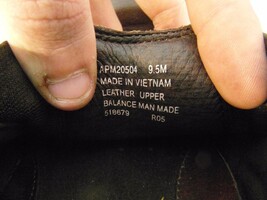 APM20504 9.5M
MADE IN VIETNAM
LEATHER UPPER
BALANCE MAN MADE
518679 R05